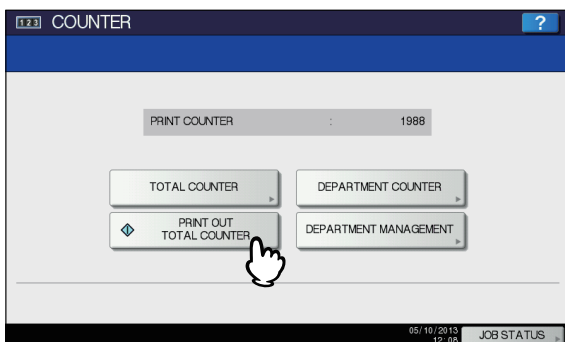 123 COUNTER ?
PRINT COUNTER : 1988
TOTAL COUNTER DEPARTMENT COUNTER
PRINT OUT
TOTAL COUNTER DEPARTMENT MANAGEMENT
05/10/2013
12:08 JOB STATUS